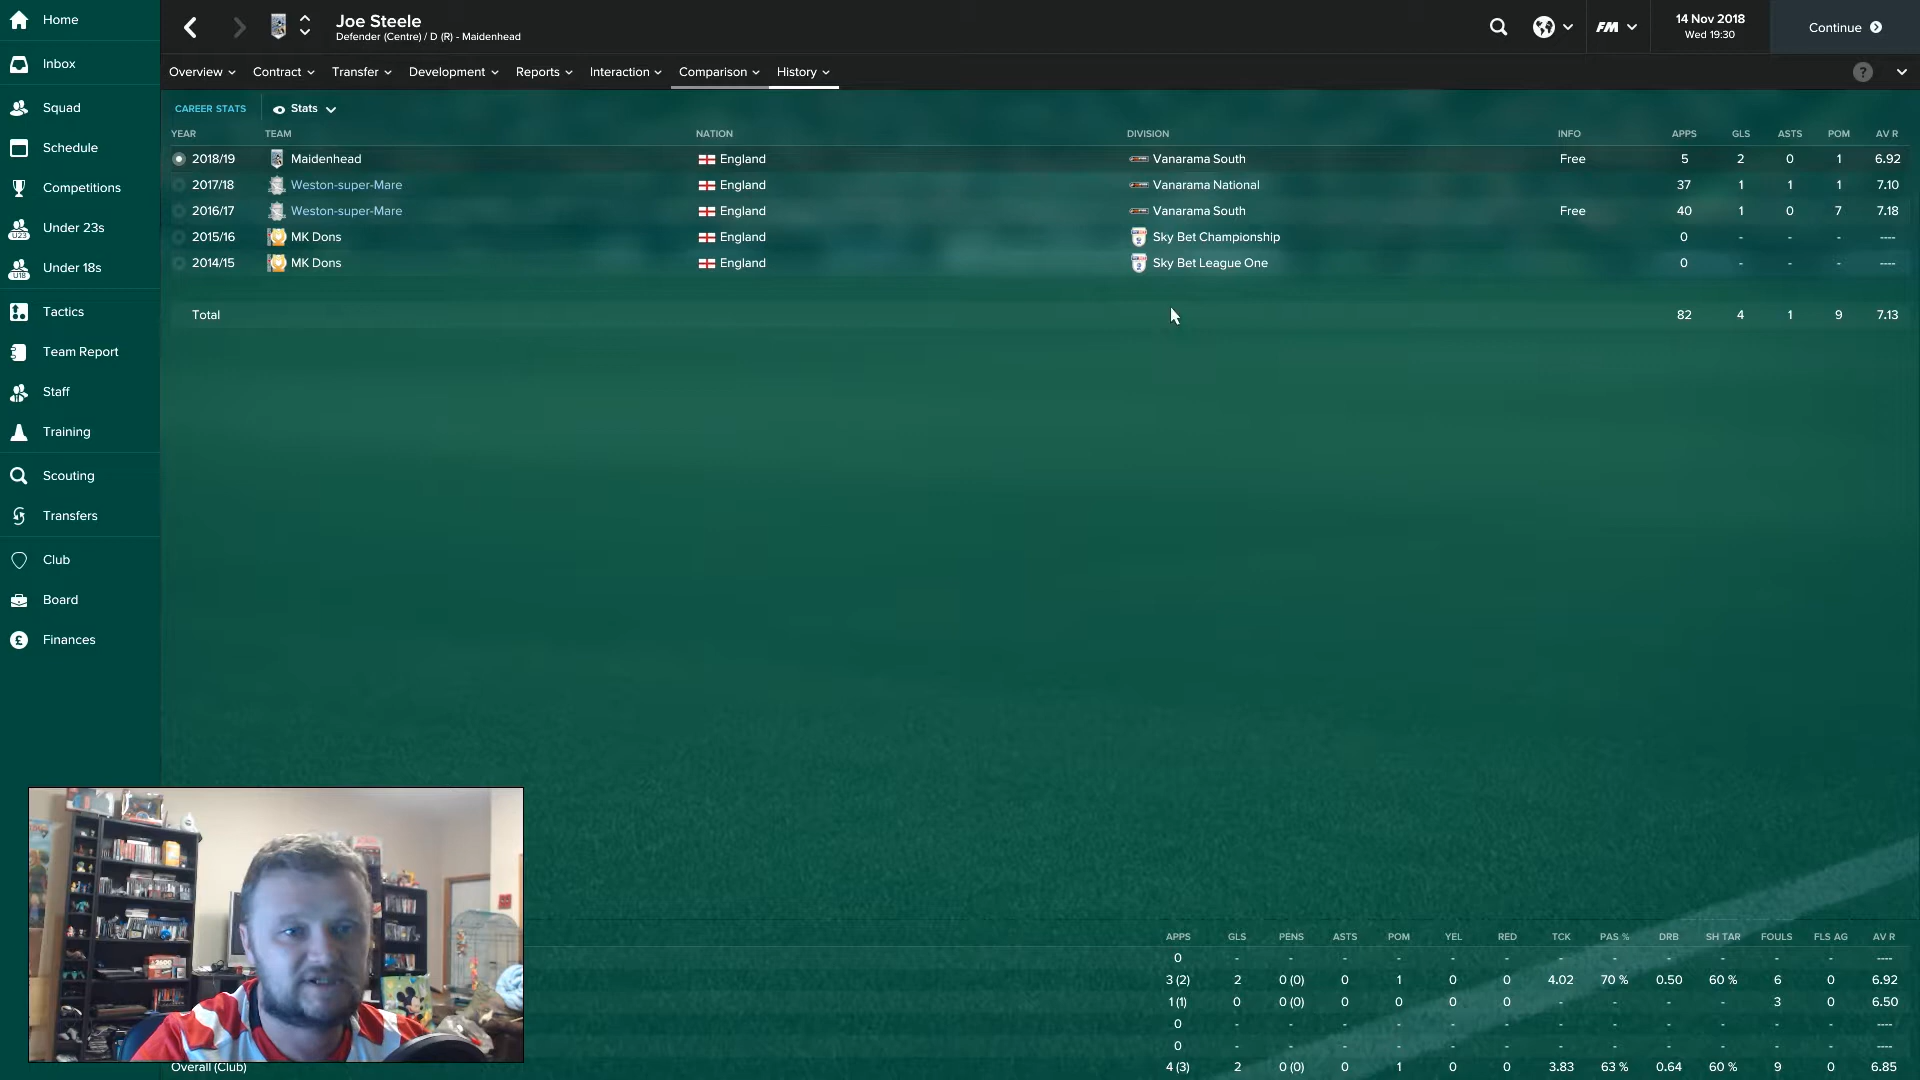 Home
Inbox
Squad
Schedule
Competitions
Under 23s
Under 18s
Tactics
Team Report
Staff
Training
Scouting
Transfers
Club
Board
Finances
Joe Steele
Defender (Centre) / D (R) - Maidenhead
FM
14 Nov 2018
Wed 19:30
Continue
Overview Contract Transfer Development Reports Interaction Comparison History
?
CAREER STATS Stats
YEAR TEAM NATION DIVISION INFO APPS GLS ASTS POM AV R
2018/19 Maidenhead England Vanarama South Free 5 2 0 1 6.92
2017/18 Weston-super-Mare England Vanarama National 37 1 1 1 7.10
2016/17 Weston-super-Mare England Vanarama South Free 40 1 0 7 7.18
2015/16 MK Dons England Sky Bet Championship 0 - - - ----
2014/15 MK Dons England Sky Bet League One 0 - - - ----
Total 82 4 1 9 7.13
APPS GLS PENS ASTS POM YEL RED TCK PAS % DRB SH TAR FOULS FLS AG AV R
0 - - - - - - - - - - - - ----
3 (2) 2 0 (0) 0 1 0 0 4.02 70 % 0.50 60 % 6 0 6.92
1 (1) 0 0 (0) 0 0 0 0 - - - - 3 0 6.50
0 - - - - - - - - - - - - ----
0 - - - - - - - - - - - - ----
Overall (Club) 4 (3) 2 0 (0) 0 1 0 0 3.83 63 % 0.64 60 % 9 0 6.85